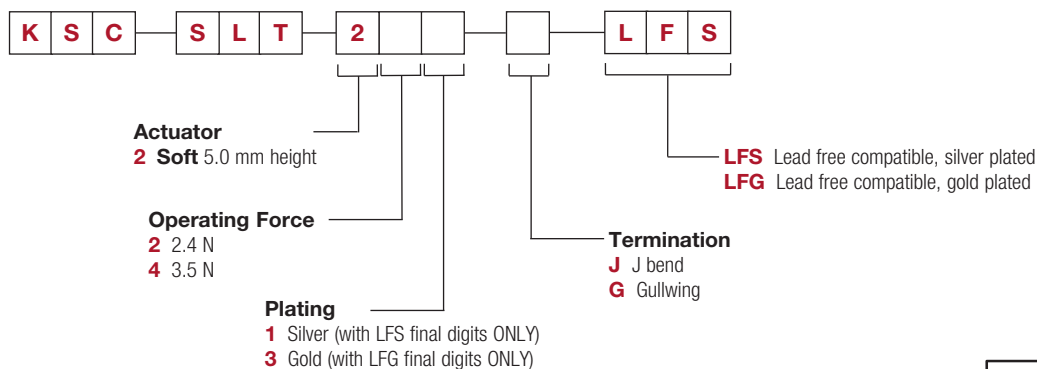 K S C S L T 2 L F S
Actuator
2 Soft 5.0 mm height
LFS Lead free compatible, silver plated
LFG Lead free compatible, gold plated
Operating Force
2 2.4 N
4 3.5 N
Termination
J J bend
G Gullwing
Plating
1 Silver (with LFS final digits ONLY)
3 Gold (with LFG final digits ONLY)